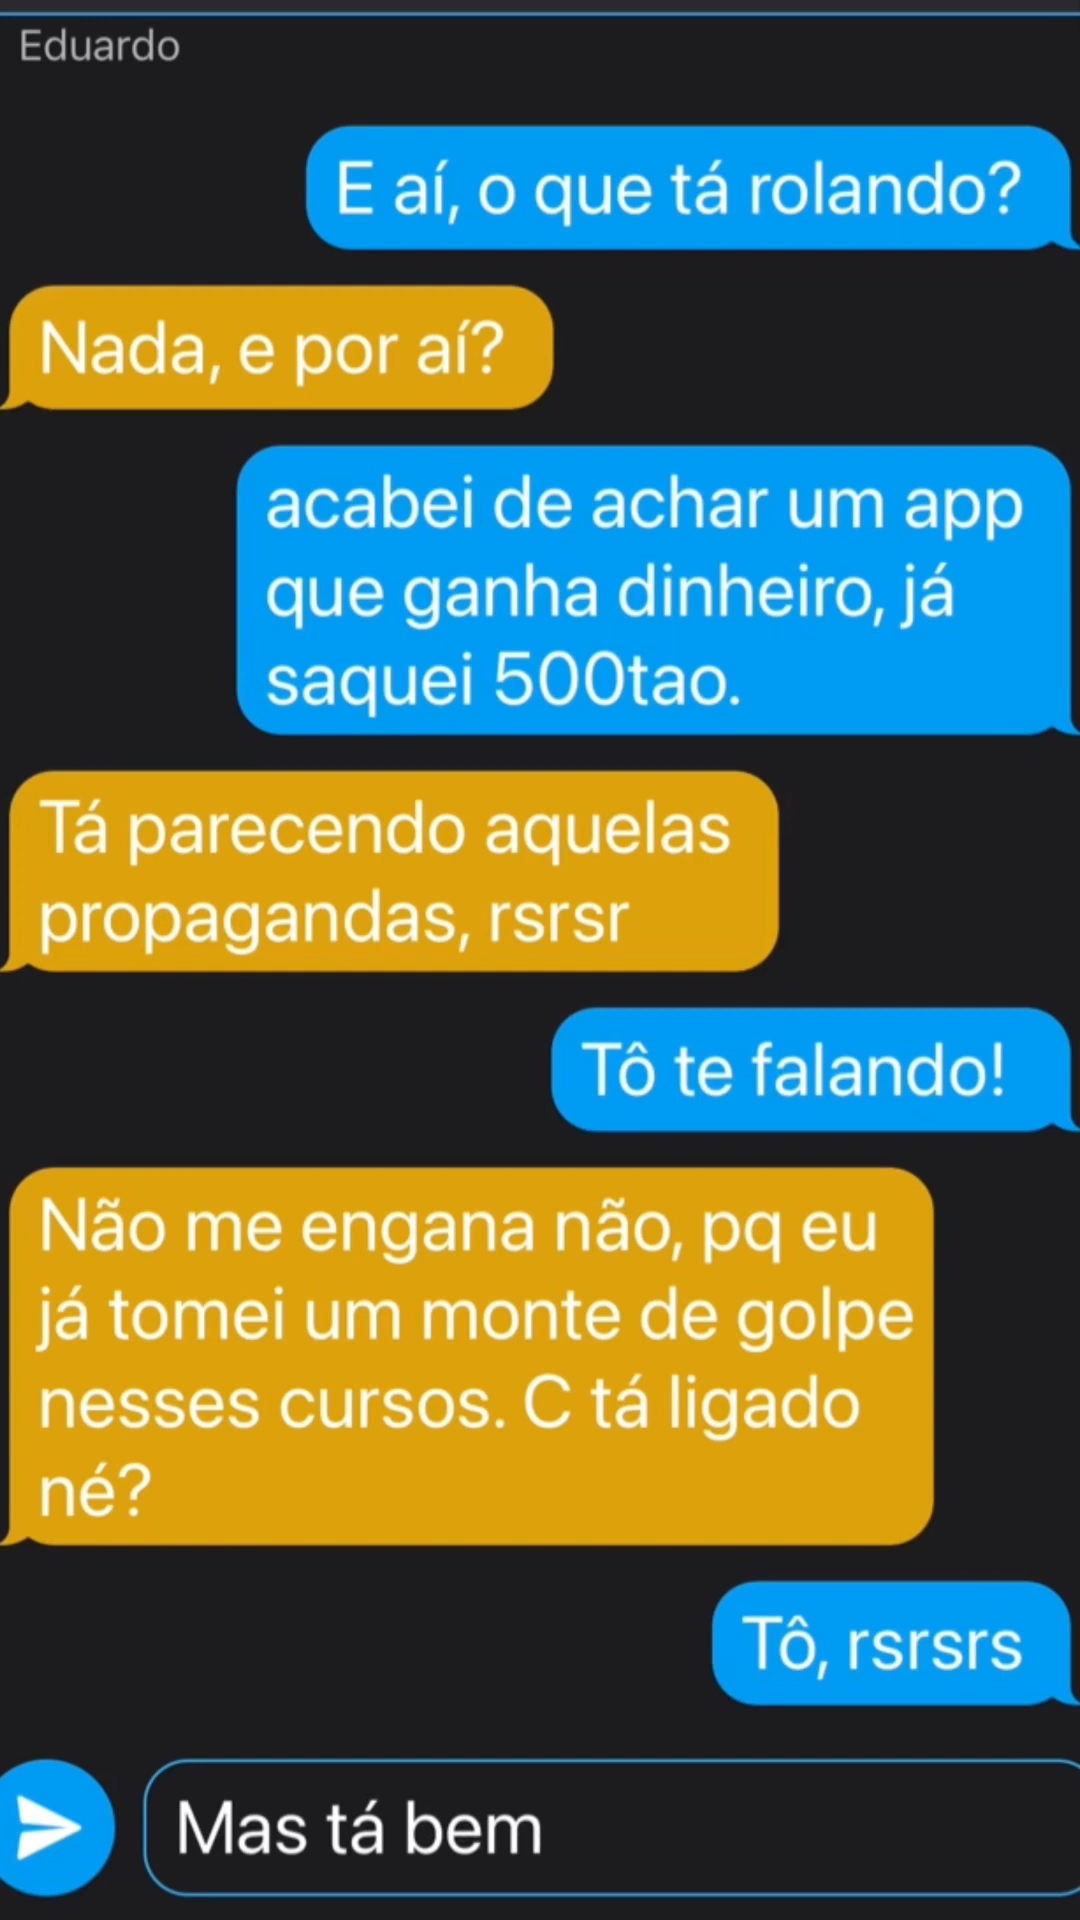 Eduardo
E aí, o que tá rolando?
Nada, e por aí?
acabei de achar um app
que ganha dinheiro, já
saquei 500tao.
Tá parecendo aquelas
propagandas, rsrsr
Tô te falando!
Não me engana não, pq eu
já tomei um monte de golpe
nesses cursos. C tá ligado
né?
Tô, rsrsrs
Mas tá bem